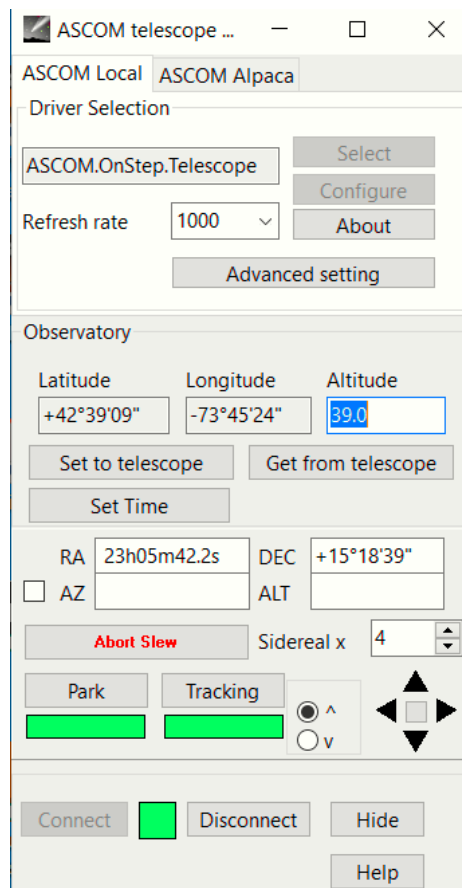 ASCOM telescope ...
ASCOM Local ASCOM Alpaca
Driver Selection
ASCOM.OnStep.Telescope Select
Configure
Refresh rate 1000 About
Advanced setting
Observatory
Latitude Longitude Altitude
+42°39'09" -73°45'24" 39.0
Set to telescope Get from telescope
Set Time
RA 23h05m42.2s DEC +15°18'39"
AZ ALT
Abort Slew Sidereal x 4
Park Tracking
^
v
Connect Disconnect Hide
Help